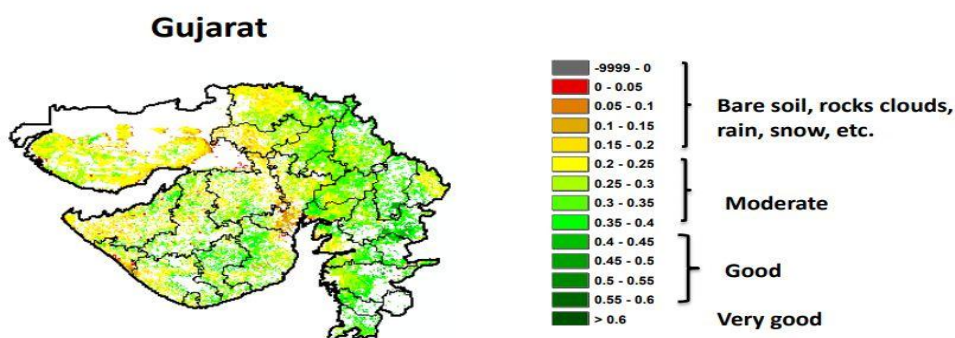 Gujarat
-9999 - 0
0 - 0.05
0.05 - 0.1
0.1 - 0.15
0.15 - 0.2
0.2 - 0.25
0.25 - 0.3
0.3 - 0.35
0.35 - 0.4
0.4 - 0.45
0.45 - 0.5
0.5 - 0.55
0.55 - 0.6
> 0.6
Bare soil, rocks clouds,
rain, snow, etc.
Moderate
Good
Very good